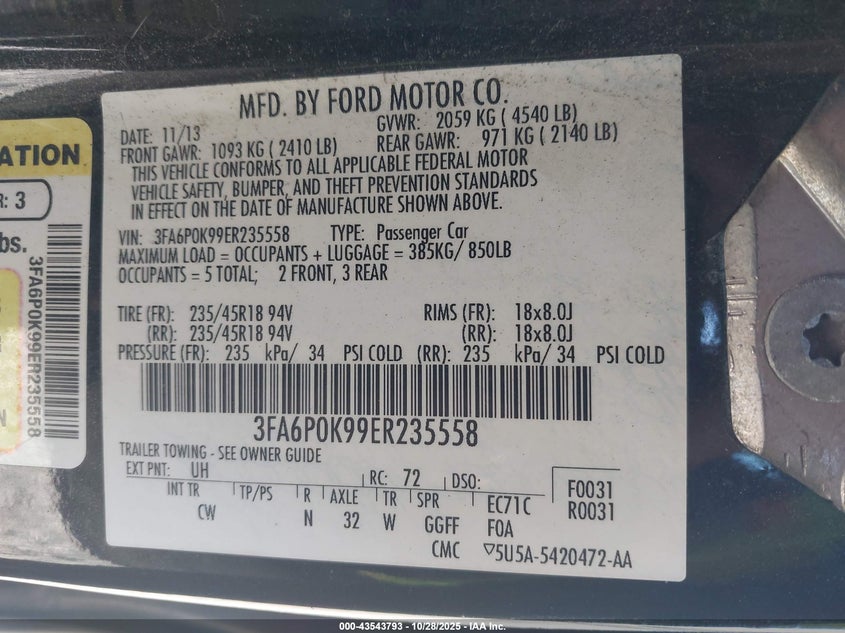 MFD. BY FORD MOTOR CO.
DATE: 11/13 GVWR: 2059 KG ( 4540 LB)
FRONT GAWR: 1093 KG ( 2410 LB) REAR GAWR: 971 KG ( 2140 LB)
THIS VEHICLE CONFORMS TO ALL APPLICABLE FEDERAL MOTOR
VEHICLE SAFETY, BUMPER, AND THEFT PREVENTION STANDARDS
IN EFFECT ON THE DATE OF MANUFACTURE SHOWN ABOVE.
VIN: 3FA6P0K99ER235558 TYPE: Passenger Car
MAXIMUM LOAD = OCCUPANTS + LUGGAGE = 385KG/ 850LB
OCCUPANTS = 5 TOTAL; 2 FRONT, 3 REAR
TIRE (FR): 235/45R18 94V RIMS (FR): 18x8.0J
(RR): 235/45R18 94V (RR): 18x8.0J
PRESSURE (FR): 235 kPa/ 34 PSI COLD (RR): 235 kPa/ 34 PSI COLD
3FA6P0K99ER235558
TRAILER TOWING - SEE OWNER GUIDE
EXT PNT: UH RC: 72 DSO:
INT TR TP/PS R AXLE TR SPR EC71C F0031
CW N 32 W GGFF F0A R0031
CMC ▽5U5A-5420472-AA
ATION
R: 3
bs.
N
3FA6P0K99ER235558
000-43543793 - 10/28/2025 - IAA Inc.